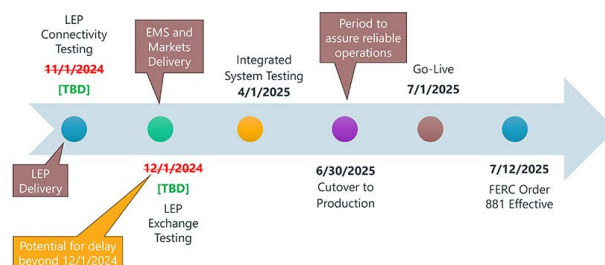 LEP
Connectivity
Testing
11/1/2024
[TBD]
EMS and
Markets
Delivery
Integrated
System Testing
4/1/2025
Period to
assure reliable
operations
Go-Live
7/1/2025
LEP
Delivery
12/1/2024
[TBD]
LEP
Exchange
Testing
6/30/2025
Cutover to
Production
7/12/2025
FERC Order
881 Effective
Potential for delay
beyond 12/1/2024